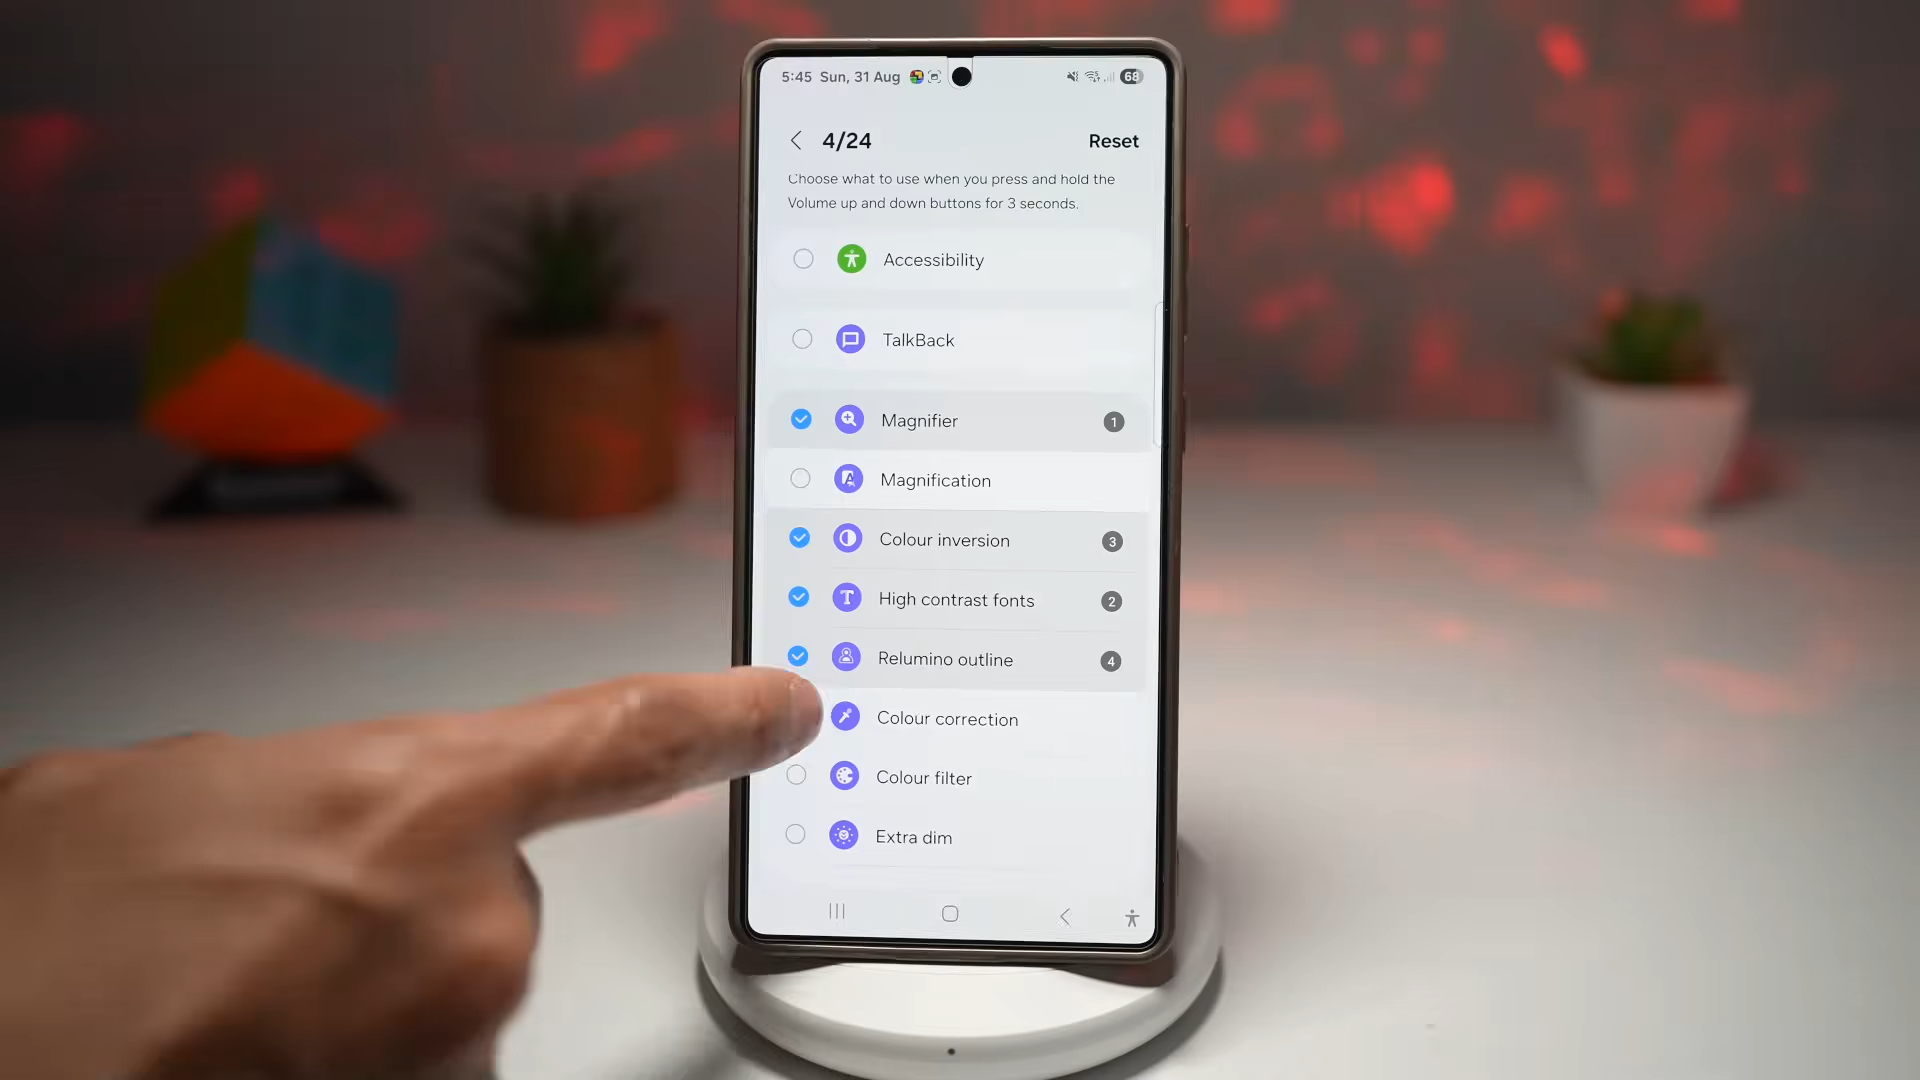 5:45 Sun, 31 Aug 68
4/24 Reset
Choose what to use when you press and hold the
Volume up and down buttons for 3 seconds.
Accessibility
TalkBack
Magnifier 1
Magnification
Colour inversion 3
High contrast fonts 2
Relumino outline 4
Colour correction
Colour filter
Extra dim